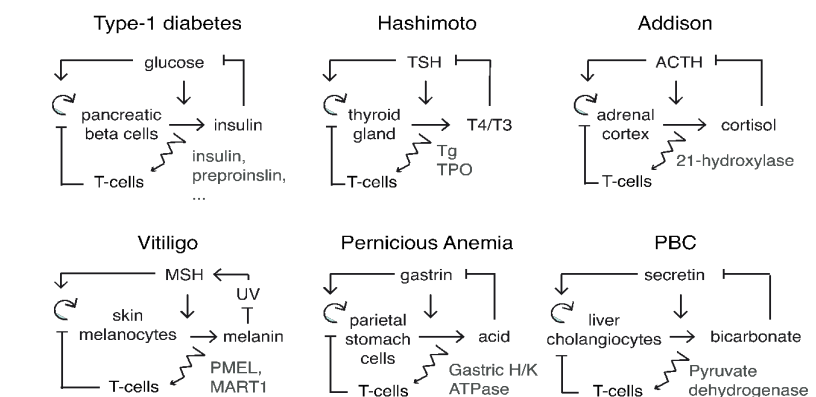 Type-1 diabetes
glucose
pancreatic
beta cells
insulin
insulin,
preproinslin,
...
T-cells
Hashimoto
TSH
thyroid
gland
T4/T3
Tg
TPO
T-cells
Addison
ACTH
adrenal
cortex
cortisol
21-hydroxylase
T-cells
Vitiligo
MSH
UV
skin
melanocytes
melanin
PMEL,
MART1
T-cells
Pernicious Anemia
gastrin
parietal
stomach
cells
acid
Gastric H/K
ATPase
T-cells
PBC
secretin
liver
cholangiocytes
bicarbonate
Pyruvate
dehydrogenase
T-cells